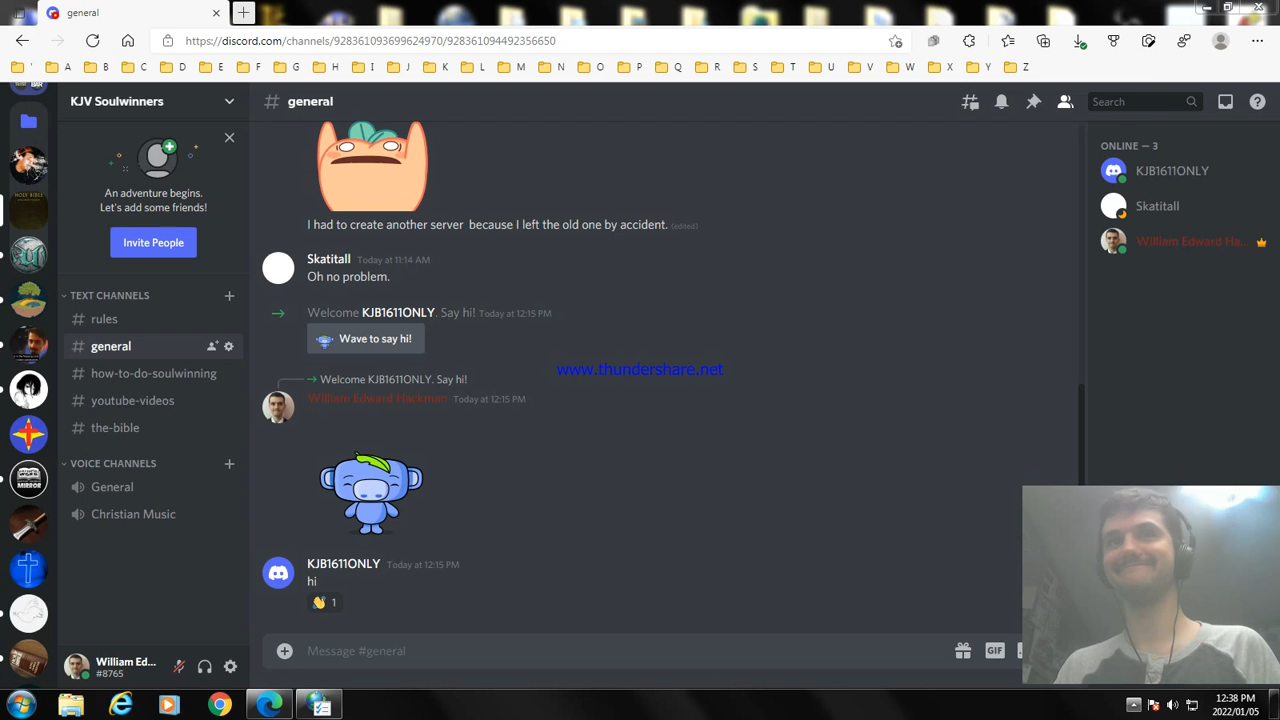 general
https://discord.com/channels/928361093699624970/928361094492356650
' A B C D E F G H I J K L M N O P Q R S T U V W X Y Z
KJV Soulwinners
general
Search
An adventure begins.
Let's add some friends!
Invite People
TEXT CHANNELS
rules
general
how-to-do-soulwinning
youtube-videos
the-bible
VOICE CHANNELS
General
Christian Music
William Ed...
#8765
I had to create another server because I left the old one by accident. (edited)
Skatitall Today at 11:14 AM
Oh no problem.
Welcome KJB1611ONLY. Say hi! Today at 12:15 PM
Wave to say hi!
Welcome KJB1611ONLY. Say hi!
William Edward Hackman Today at 12:15 PM
www.thundershare.net
KJB1611ONLY Today at 12:15 PM
hi
1
Message #general
GIF
ONLINE — 3
KJB1611ONLY
Skatitall
William Edward Ha...
12:38 PM
2022/01/05